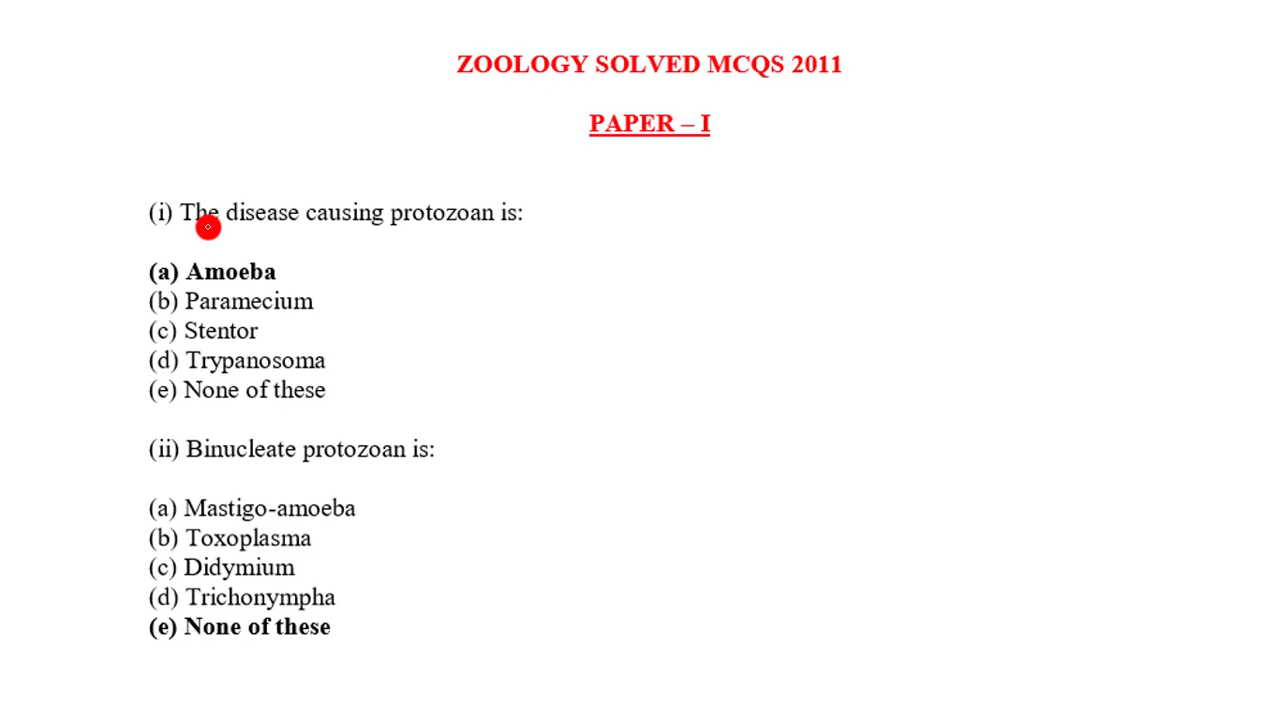 ZOOLOGY SOLVED MCQS 2011
PAPER – I
(i) The disease causing protozoan is:
(a) Amoeba
(b) Paramecium
(c) Stentor
(d) Trypanosoma
(e) None of these
(ii) Binucleate protozoan is:
(a) Mastigo-amoeba
(b) Toxoplasma
(c) Didymium
(d) Trichonympha
(e) None of these